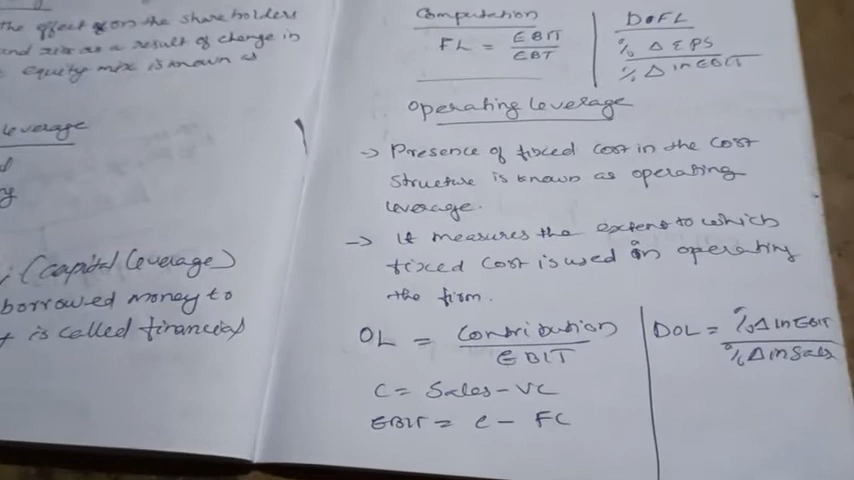 the effect on the shareholders
and as a result of change in
equity mix is known as
leverage
(capital leverage)
borrowed money to
is called financial
Computation
FL = EBIT / EBT
DOFL
% Δ EPS
% Δ in EBIT
Operating leverage
→ Presence of fixed cost in the cost
structure is known as operating
leverage.
→ It measures the extent to which
fixed cost is used in operating
the firm.
OL = Contribution / EBIT
DOL = % Δ in EBIT / % Δ in Sales
C = Sales - VC
EBIT = C - FC